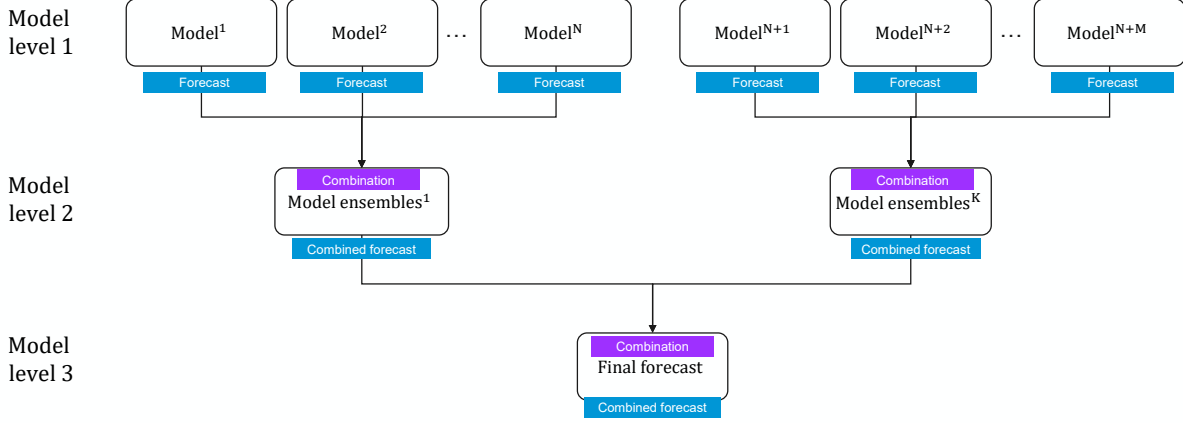 Model
level 1
Model¹
Model²
...
Modelᴺ
Modelᴺ⁺¹
Modelᴺ⁺²
...
Modelᴺ⁺ᴹ
Forecast
Forecast
Forecast
Forecast
Forecast
Forecast
Model
level 2
Combination
Model ensembles¹
Combined forecast
Combination
Model ensemblesᴷ
Combined forecast
Model
level 3
Combination
Final forecast
Combined forecast